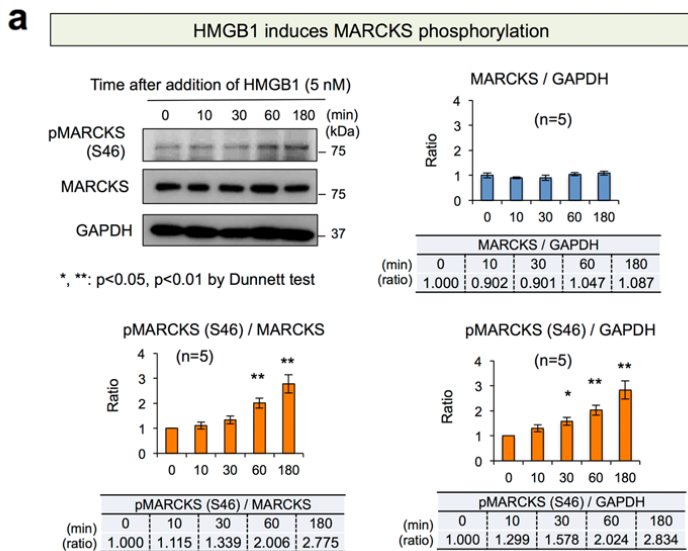 a
HMGB1 induces MARCKS phosphorylation
Time after addition of HMGB1 (5 nM)
0 10 30 60 180 (min)
(kDa)
pMARCKS
(S46)
75
MARCKS
75
GAPDH
37
*, **: p<0.05, p<0.01 by Dunnett test
MARCKS / GAPDH
(n=5)
Ratio
4
3
2
1
0
0 10 30 60 180
MARCKS / GAPDH
(min) 0 10 30 60 180
(ratio) 1.000 0.902 0.901 1.047 1.087
pMARCKS (S46) / MARCKS
(n=5)
Ratio
4
3
2
1
0
** **
0 10 30 60 180
pMARCKS (S46) / MARCKS
(min) 0 10 30 60 180
(ratio) 1.000 1.115 1.339 2.006 2.775
pMARCKS (S46) / GAPDH
(n=5)
Ratio
4
3
2
1
0
* ** **
0 10 30 60 180
pMARCKS (S46) / GAPDH
(min) 0 10 30 60 180
(ratio) 1.000 1.299 1.578 2.024 2.834